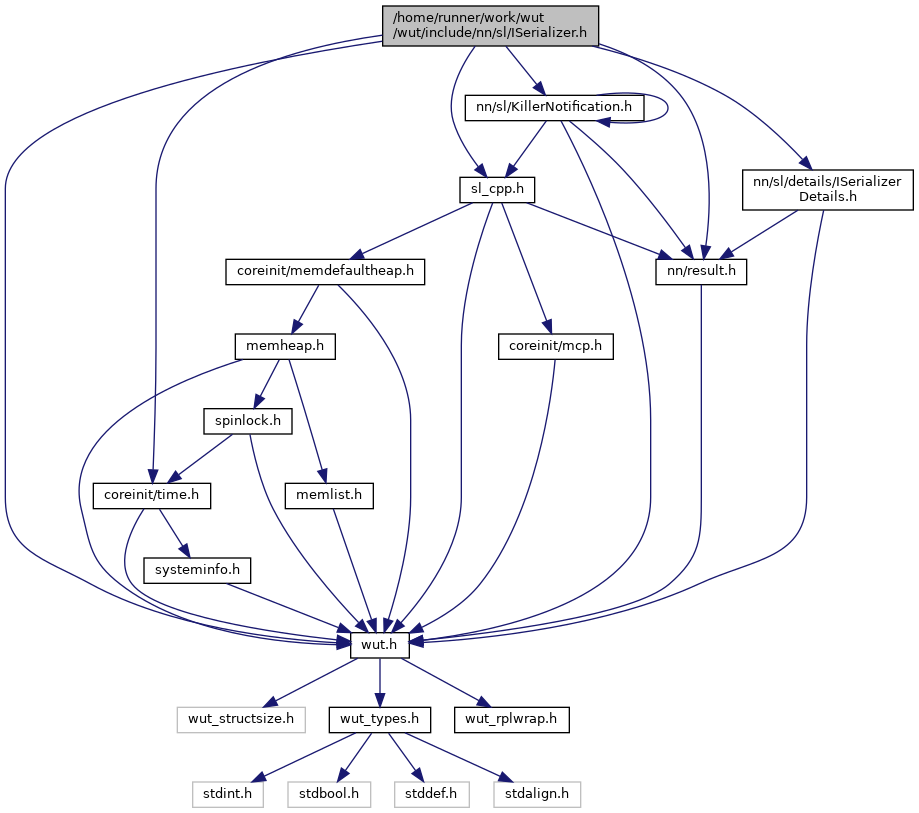 /home/runner/work/wut
/wut/include/nn/sl/ISerializer.h
nn/sl/KillerNotification.h
nn/sl/details/ISerializer
Details.h
sl_cpp.h
coreinit/memdefaultheap.h
nn/result.h
memheap.h
coreinit/mcp.h
spinlock.h
coreinit/time.h
memlist.h
systeminfo.h
wut.h
wut_structsize.h
wut_types.h
wut_rplwrap.h
stdint.h
stdbool.h
stddef.h
stdalign.h